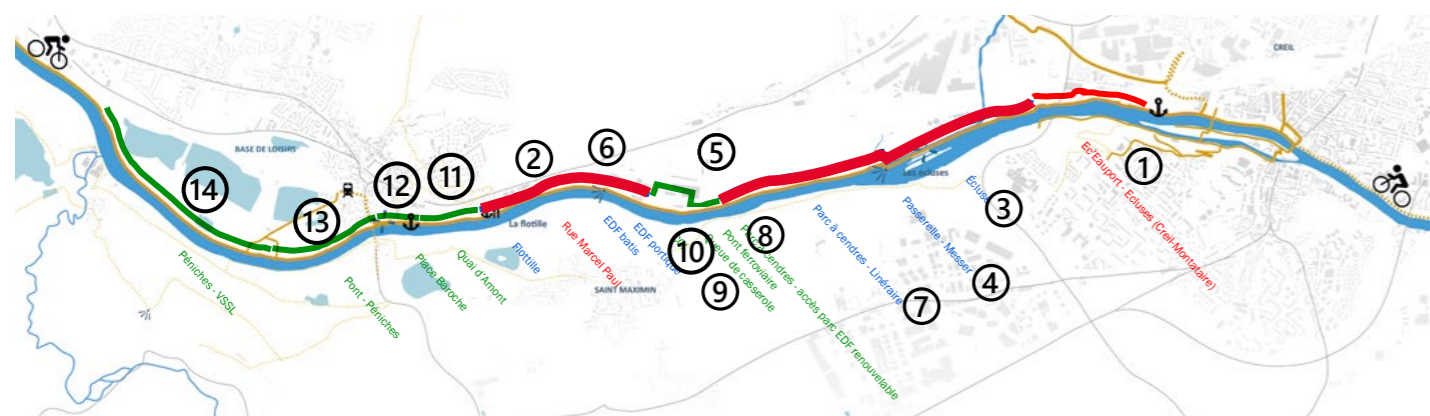 CREIL
BASE DE LOISIRS
14
13
12
11
2
6
5
1
Les écluses
3
La flotille
8
10
9
4
7
SAINT MAXIMIN
Péniches - VSSL
Pont - Péniches
Place Baroche
Quai d'Amont
Flottille
Rue Marcel Paul
EDF batis
EDF portique
Queue de casserole
Pont ferroviaire
cendres - accès parc EDF renouvelable
Parc à cendres - Linéraire
Passerelle - Messer
Écluse
Ec'Eauport - Ecluses (Creil-Montataire)